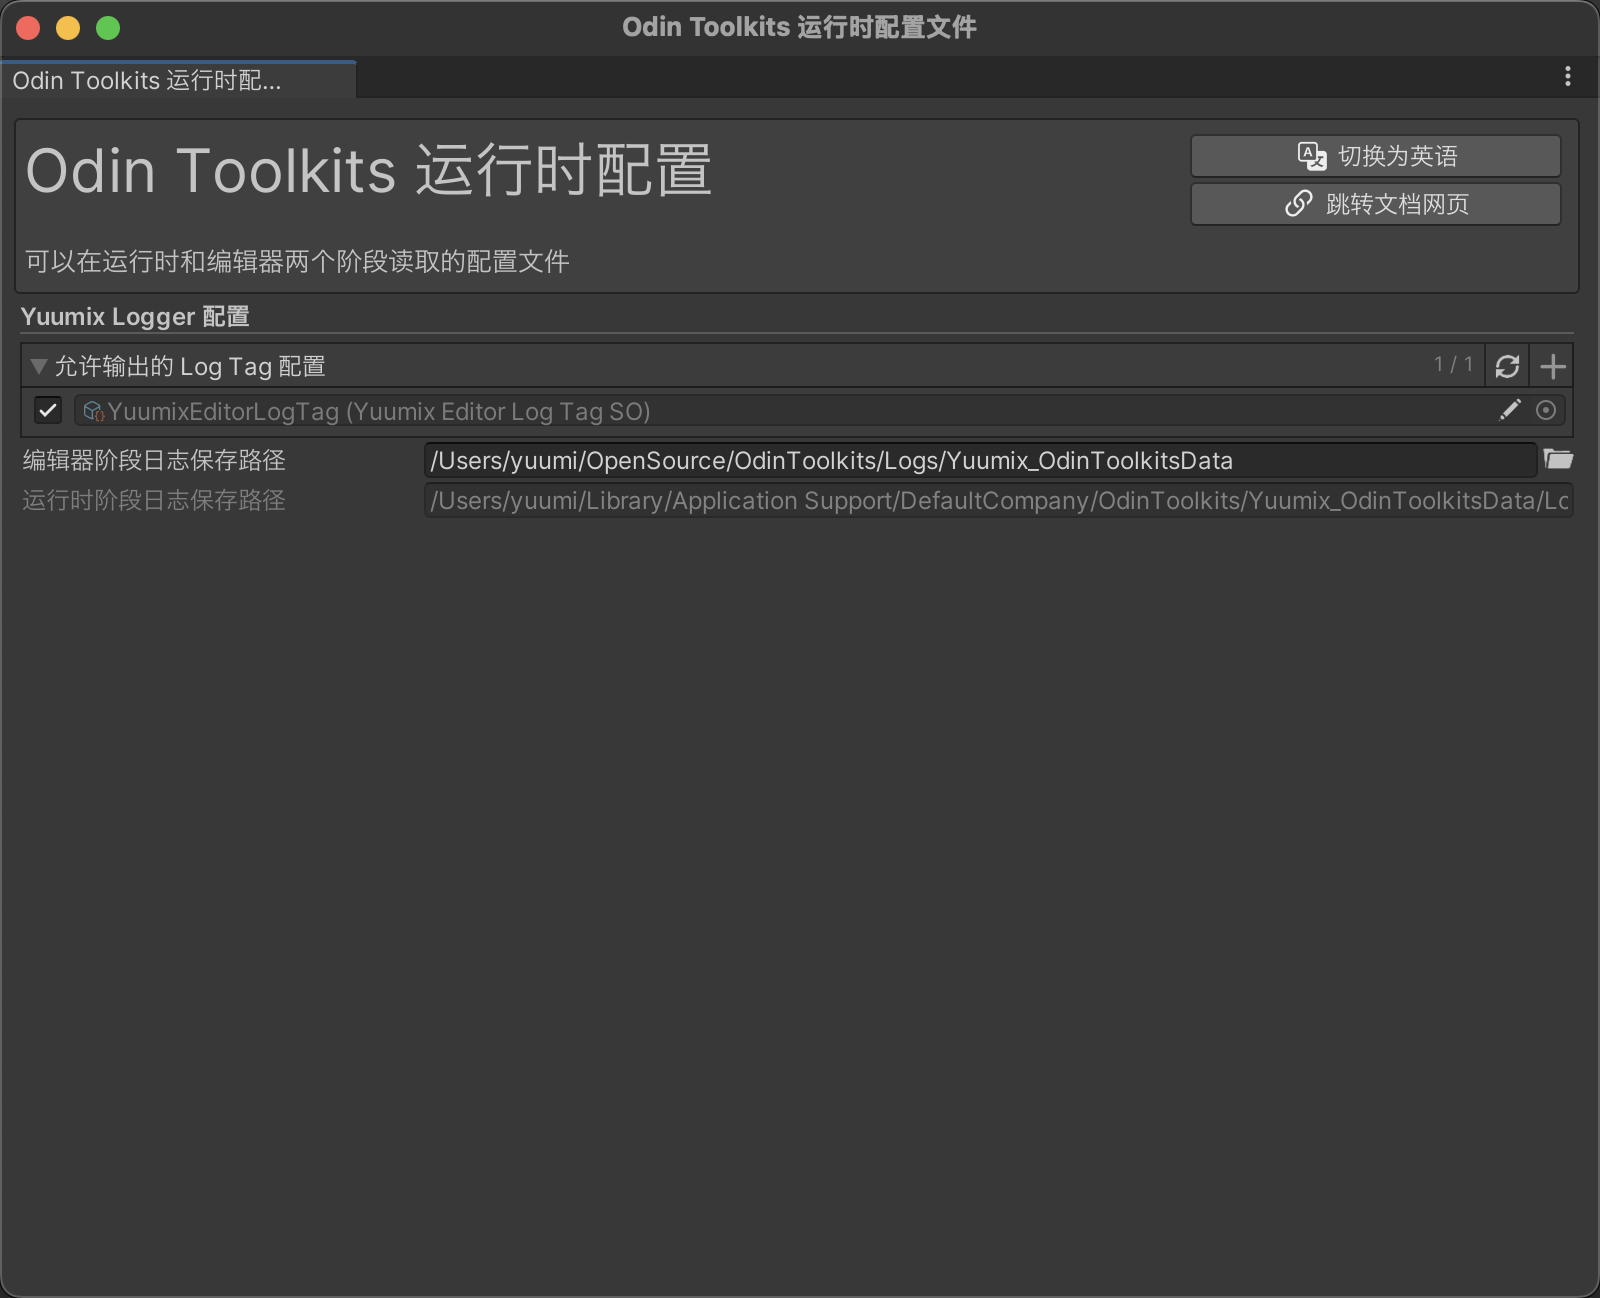 Odin Toolkits 运行时配置文件
Odin Toolkits 运行时配...
Odin Toolkits 运行时配置
切换为英语
跳转文档网页
可以在运行时和编辑器两个阶段读取的配置文件
Yuumix Logger 配置
允许输出的 Log Tag 配置 1 / 1
YuumixEditorLogTag (Yuumix Editor Log Tag SO)
编辑器阶段日志保存路径 /Users/yuumi/OpenSource/OdinToolkits/Logs/Yuumix_OdinToolkitsData
运行时阶段日志保存路径 /Users/yuumi/Library/Application Support/DefaultCompany/OdinToolkits/Yuumix_OdinToolkitsData/Lo